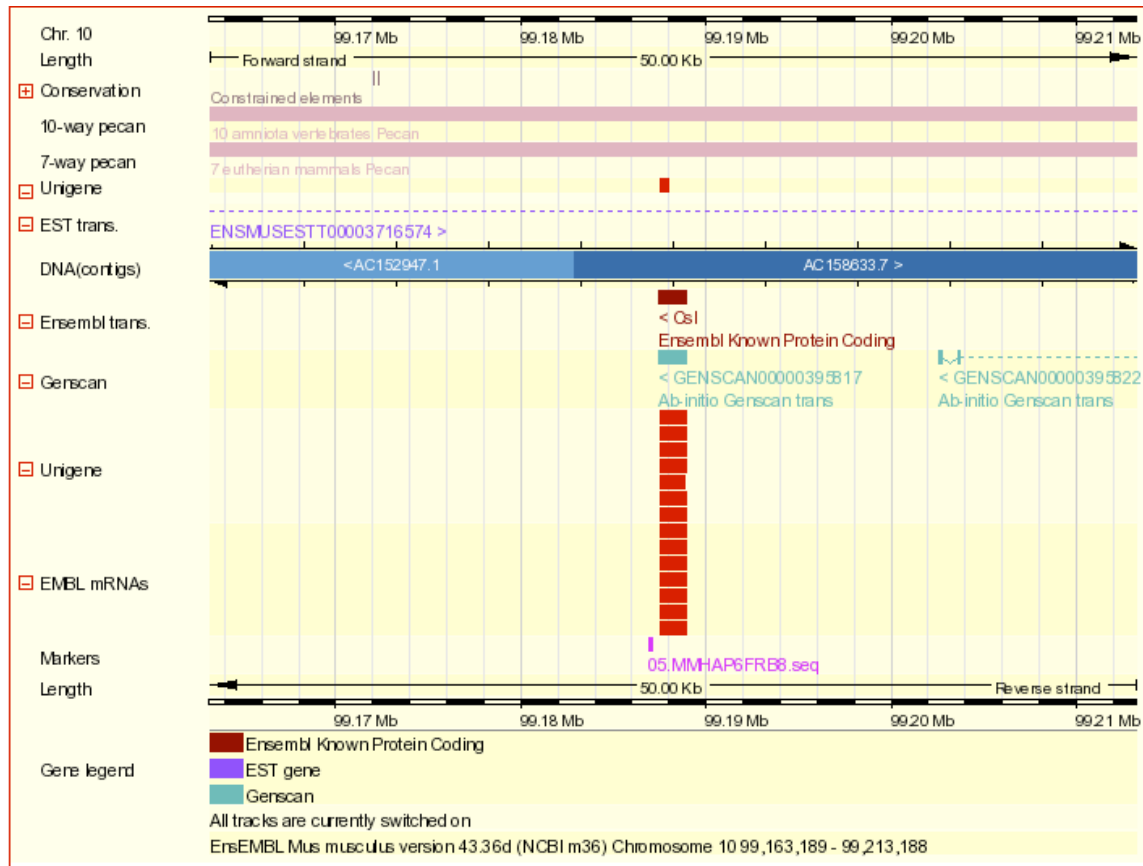 Chr. 10
99.17 Mb 99.18 Mb 99.19 Mb 99.20 Mb 99.21 Mb
Length Forward strand 50.00 Kb
Conservation
Constrained elements
10-way pecan
10 amniota vertebrates Pecan
7-way pecan
7 eutherian mammals Pecan
Unigene
EST trans.
ENSMUSESTT00003716574 >
DNA(contigs) <AC152947.1 AC158633.7 >
Ensembl trans.
< Csl
Ensembl Known Protein Coding
Genscan
< GENSCAN00000395817 < GENSCAN00000395822
Ab-initio Genscan trans Ab-initio Genscan trans
Unigene
EMBL mRNAs
Markers
05.MMHAP6FRB8.seq
Length 50.00 Kb Reverse strand
99.17 Mb 99.18 Mb 99.19 Mb 99.20 Mb 99.21 Mb
Ensembl Known Protein Coding
Gene legend EST gene
Genscan
All tracks are currently switched on
EnsEMBL Mus musculus version 43.36d (NCBI m36) Chromosome 10 99,163,189 - 99,213,188